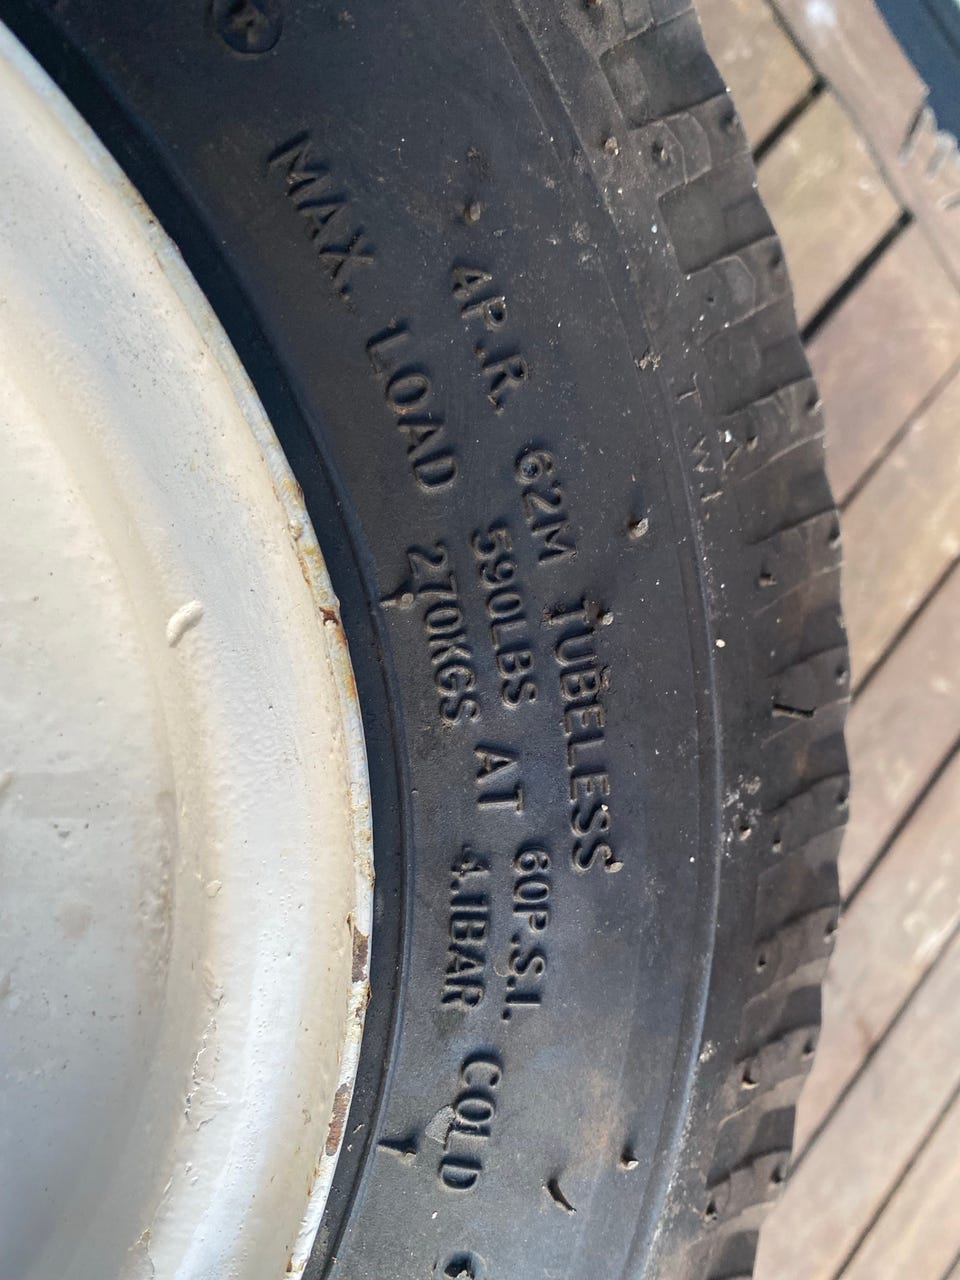 4P.R. 62M TUBELESS
MAX. LOAD 590LBS AT 60P.S.I. COLD
270KGS 4.1BAR
T.W.I.